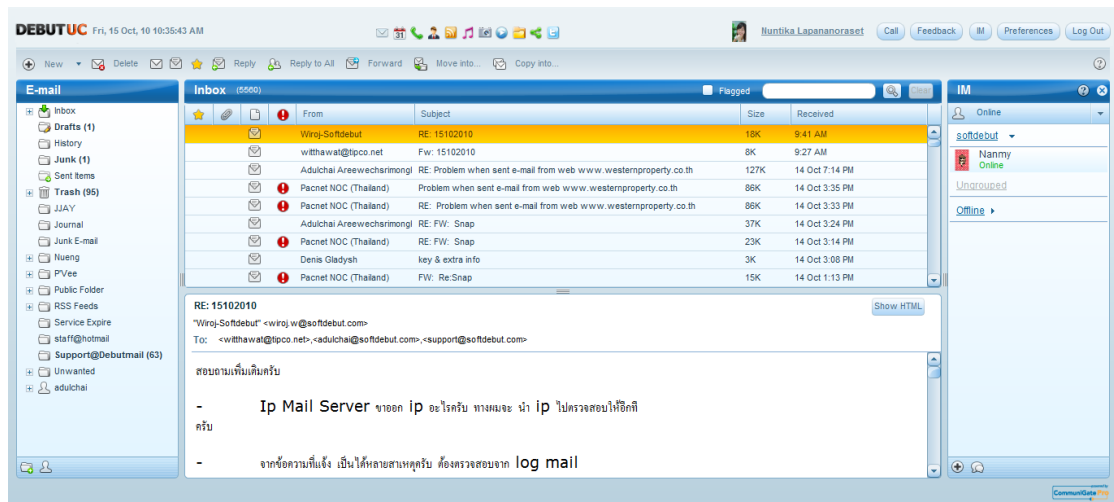 DEBUTUC Fri, 15 Oct, 10 10:35:43 AM
Nuntika Lapananoraset Call Feedback IM Preferences Log Out
New Delete Reply Reply to All Forward Move into... Copy into...
E-mail
Inbox
Drafts (1)
History
Junk (1)
Sent Items
Trash (95)
JJAY
Journal
Junk E-mail
Nueng
P'Vee
Public Folder
RSS Feeds
Service Expire
staff@hotmail
Support@Debutmail (63)
Unwanted
adulchai
Inbox (5560) Flagged Clear
From Subject Size Received
Wiroj-Softdebut RE: 15102010 18K 9:41 AM
witthawat@tipco.net Fw: 15102010 8K 9:27 AM
Adulchai Areewechsrimongl RE: Problem when sent e-mail from web www.westernproperty.co.th 127K 14 Oct 7:14 PM
Pacnet NOC (Thailand) Problem when sent e-mail from web www.westernproperty.co.th 86K 14 Oct 3:35 PM
Pacnet NOC (Thailand) RE: Problem when sent e-mail from web www.westernproperty.co.th 86K 14 Oct 3:33 PM
Adulchai Areewechsrimongl RE: FW: Snap 37K 14 Oct 3:24 PM
Pacnet NOC (Thailand) RE: FW: Snap 23K 14 Oct 3:14 PM
Denis Gladysh key & extra info 3K 14 Oct 3:08 PM
Pacnet NOC (Thailand) FW: Re:Snap 15K 14 Oct 1:13 PM
RE: 15102010 Show HTML
"Wiroj-Softdebut" <wiroj.w@softdebut.com>
To: <witthawat@tipco.net>,<adulchai@softdebut.com>,<support@softdebut.com>
สอบถามเพิ่มเติมครับ
- Ip Mail Server ขาออก ip อะไรครับ ทางผมจะ นำ ip ไปตรวจสอบให้อีกที
ครับ
- จากข้อความที่แจ้ง เป็นได้หลายสาเหตุครับ ต้องตรวจสอบจาก log mail
IM
Online
softdebut
Nanmy
Online
Ungrouped
Offline
CommuniGate Pro